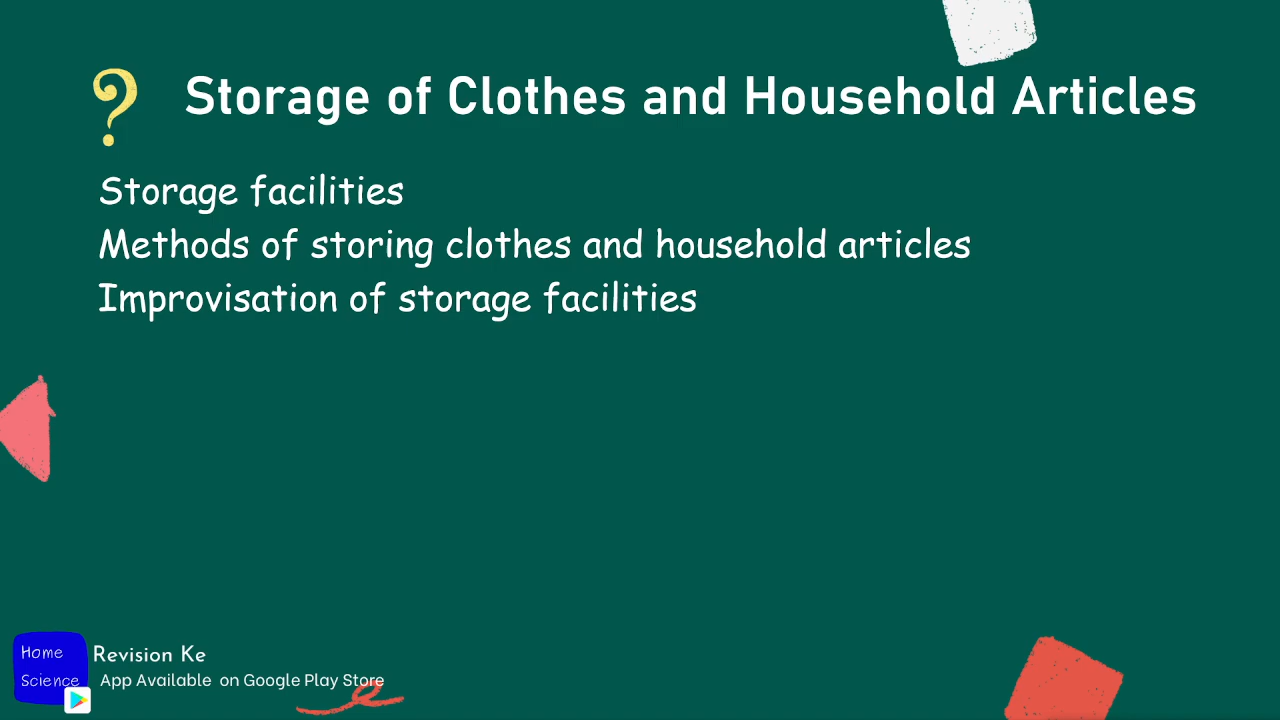 ? Storage of Clothes and Household Articles
Storage facilities
Methods of storing clothes and household articles
Improvisation of storage facilities
Home
Science
Revision Ke
App Available on Google Play Store